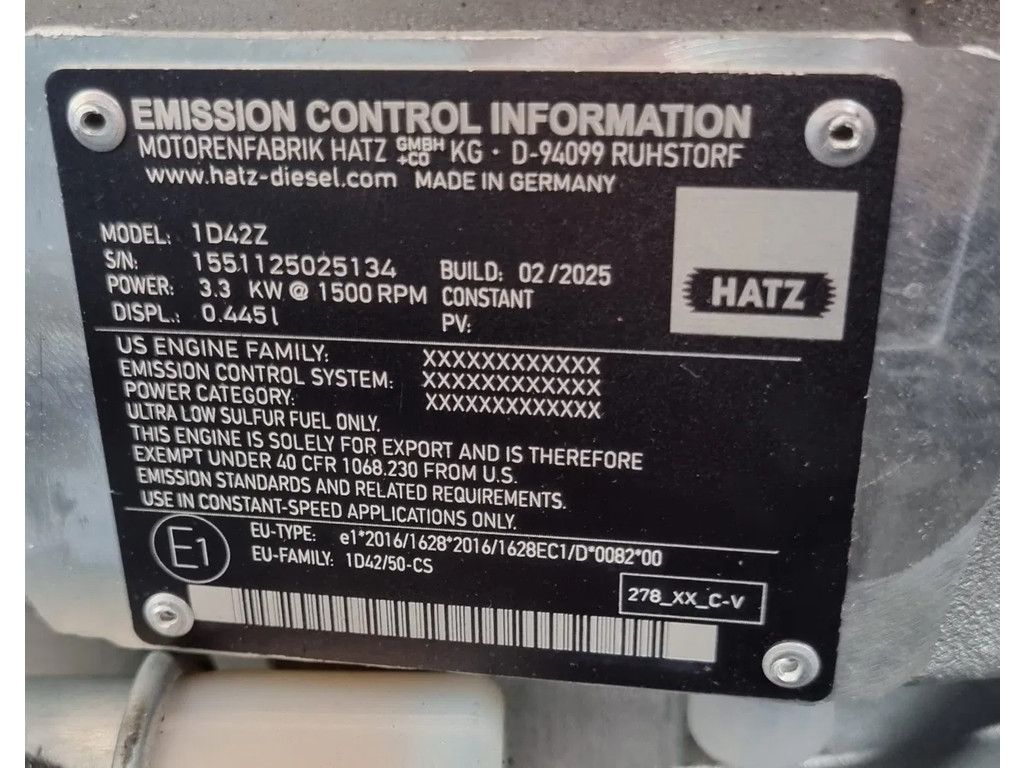 EMISSION CONTROL INFORMATION
MOTORENFABRIK HATZ GMBH +CO KG · D-94099 RUHSTORF
www.hatz-diesel.com MADE IN GERMANY
HATZ
MODEL: 1D42Z
S/N: 1551125025134 BUILD: 02/2025
POWER: 3.3 KW @ 1500 RPM CONSTANT
DISPL.: 0.445 l PV:
US ENGINE FAMILY: XXXXXXXXXXXX
EMISSION CONTROL SYSTEM: XXXXXXXXXXXX
POWER CATEGORY: XXXXXXXXXXXX
ULTRA LOW SULFUR FUEL ONLY.
THIS ENGINE IS SOLELY FOR EXPORT AND IS THEREFORE
EXEMPT UNDER 40 CFR 1068.230 FROM U.S.
EMISSION STANDARDS AND RELATED REQUIREMENTS.
USE IN CONSTANT-SPEED APPLICATIONS ONLY.
E1
EU-TYPE: e1*2016/1628*2016/1628EC1/D*0082*00
EU-FAMILY: 1D42/50-CS
278_XX_C-V